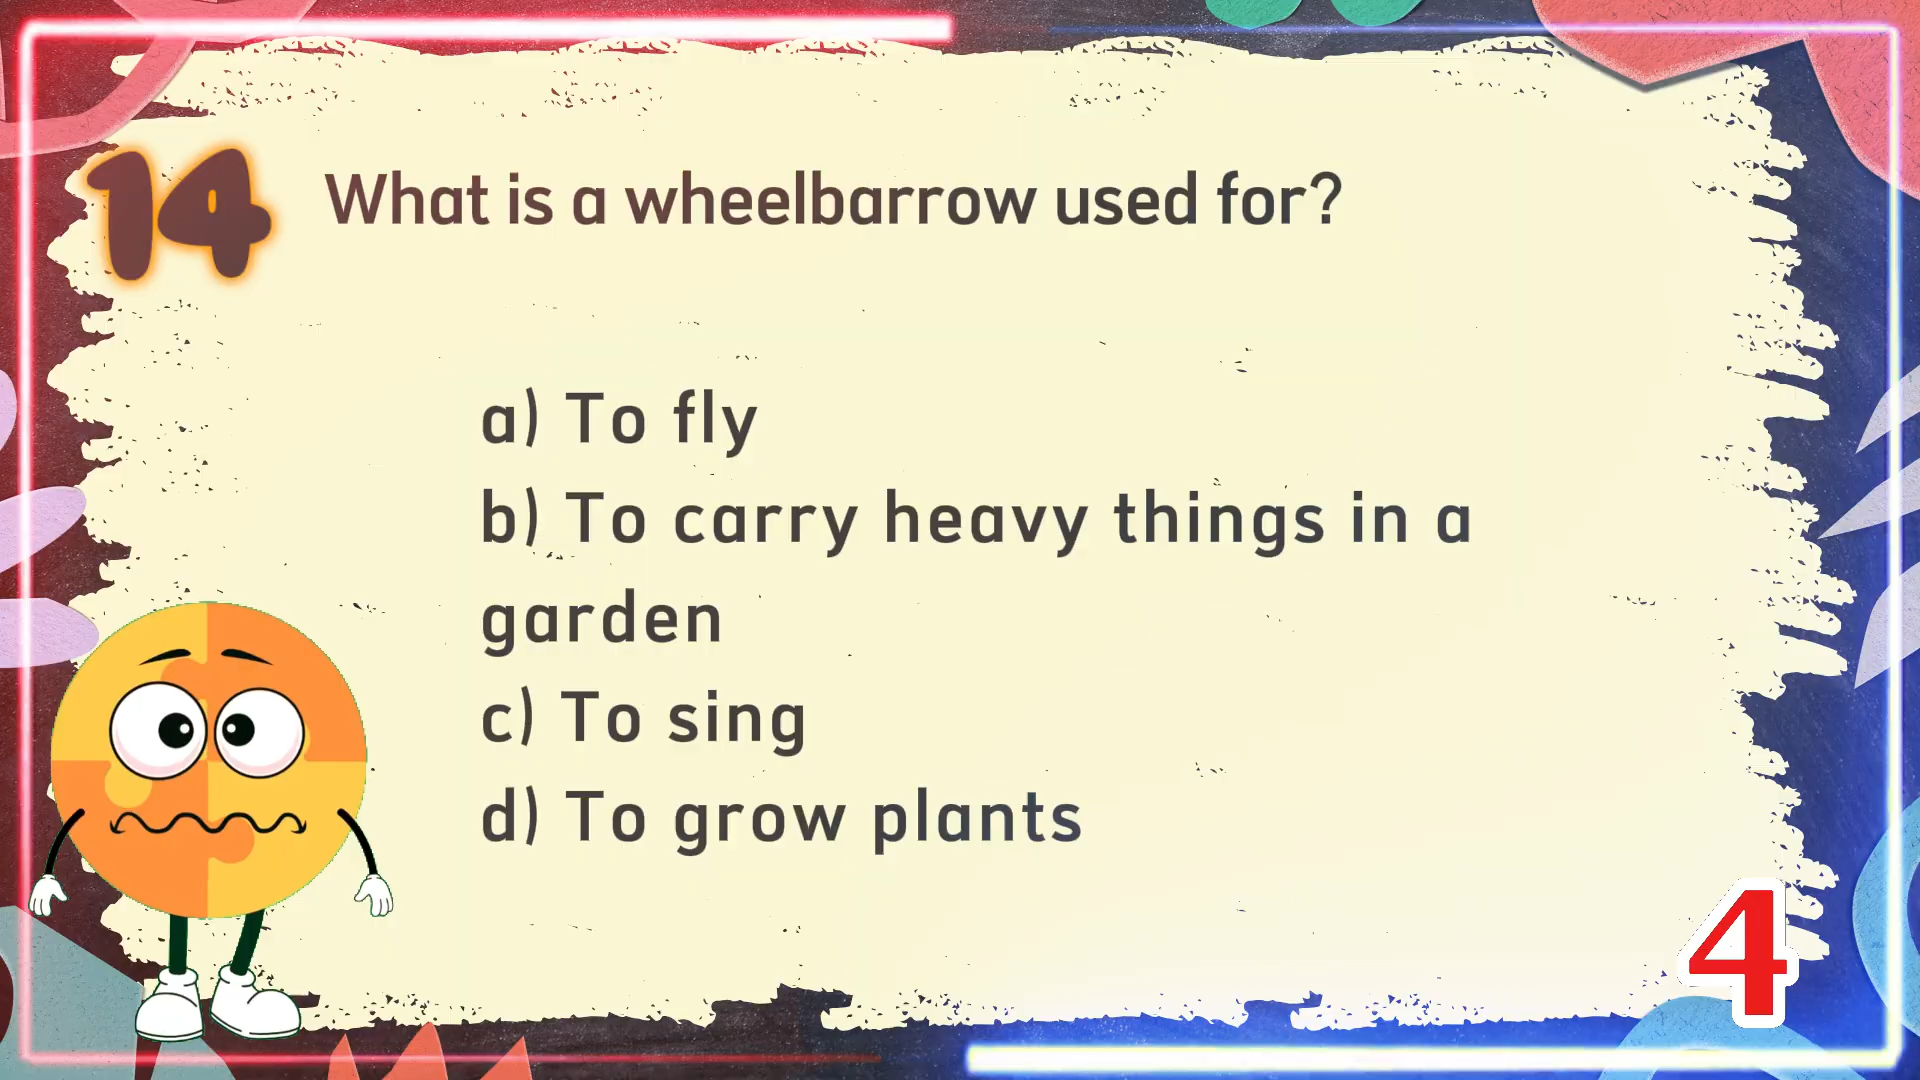 14
What is a wheelbarrow used for?
a) To fly
b) To carry heavy things in a
garden
c) To sing
d) To grow plants
4